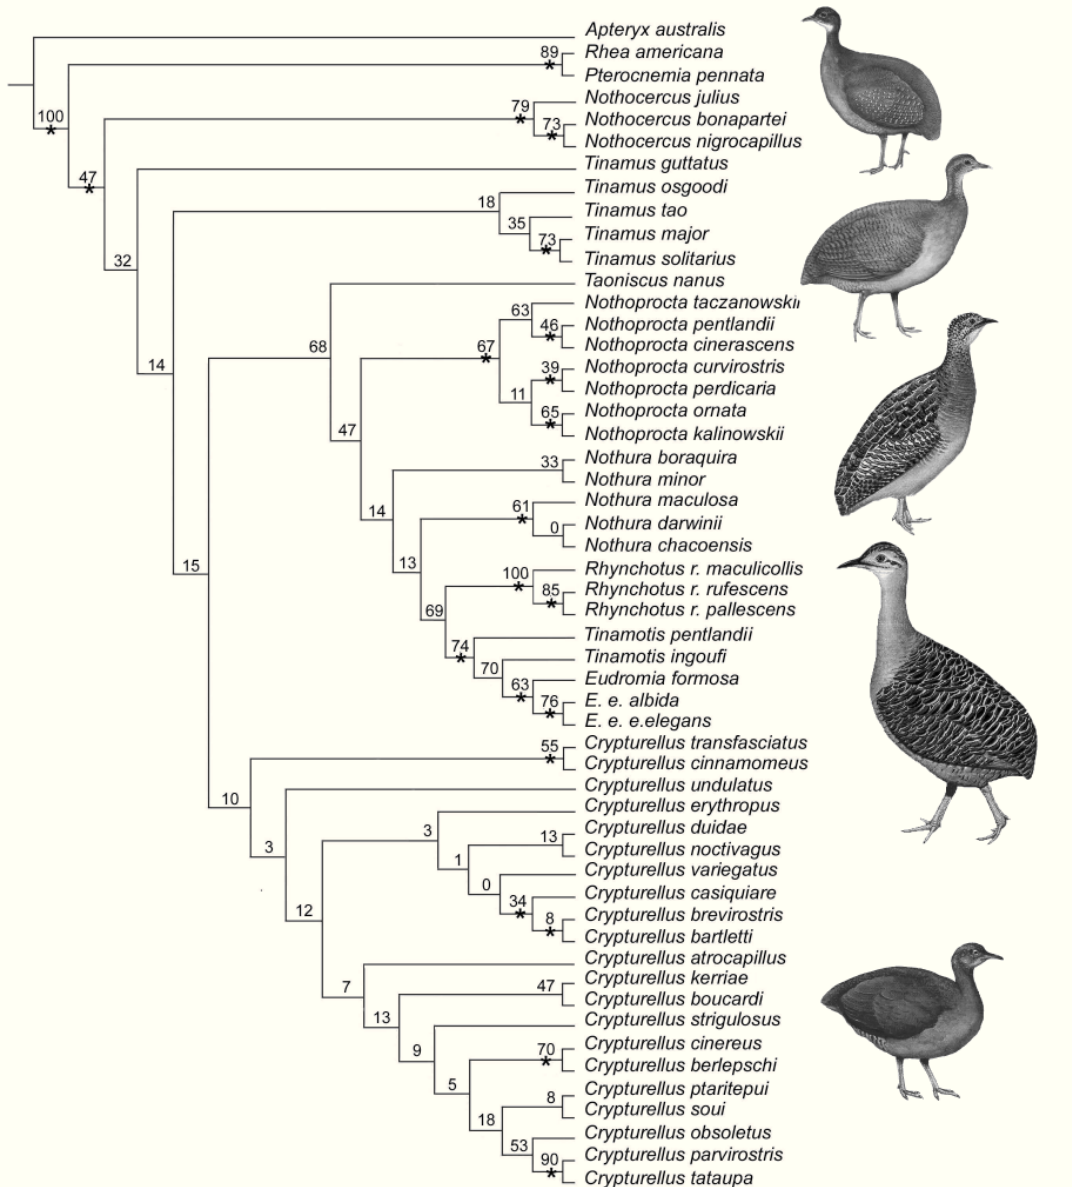 Apteryx australis
89 Rhea americana
* Pterocnemia pennata
79 Nothocercus julius
100 * 73 Nothocercus bonapartei
* * Nothocercus nigrocapillus
47 Tinamus guttatus
* 18 Tinamus osgoodi
35 Tinamus tao
73 Tinamus major
32 * Tinamus solitarius
Taoniscus nanus
63 Nothoprocta taczanowskii
46 Nothoprocta pentlandii
68 67 * Nothoprocta cinerascens
14 * 39 Nothoprocta curvirostris
11 * Nothoprocta perdicaria
65 Nothoprocta ornata
47 * Nothoprocta kalinowskii
33 Nothura boraquira
Nothura minor
14 61 Nothura maculosa
* 0 Nothura darwinii
Nothura chacoensis
15 13 100 Rhynchotus r. maculicollis
* 85 Rhynchotus r. rufescens
69 * Rhynchotus r. pallescens
74 Tinamotis pentlandii
* 70 Tinamotis ingoufi
63 Eudromia formosa
* 76 E. e. albida
* E. e. e.elegans
55 Crypturellus transfasciatus
* Crypturellus cinnamomeus
Crypturellus undulatus
10 Crypturellus erythropus
3 13 Crypturellus duidae
3 1 Crypturellus noctivagus
0 Crypturellus variegatus
34 Crypturellus casiquiare
12 * 8 Crypturellus brevirostris
* Crypturellus bartletti
Crypturellus atrocapillus
7 47 Crypturellus kerriae
Crypturellus boucardi
13 Crypturellus strigulosus
9 70 Crypturellus cinereus
* Crypturellus berlepschi
5 8 Crypturellus ptaritepui
18 Crypturellus soui
53 Crypturellus obsoletus
90 Crypturellus parvirostris
* Crypturellus tataupa